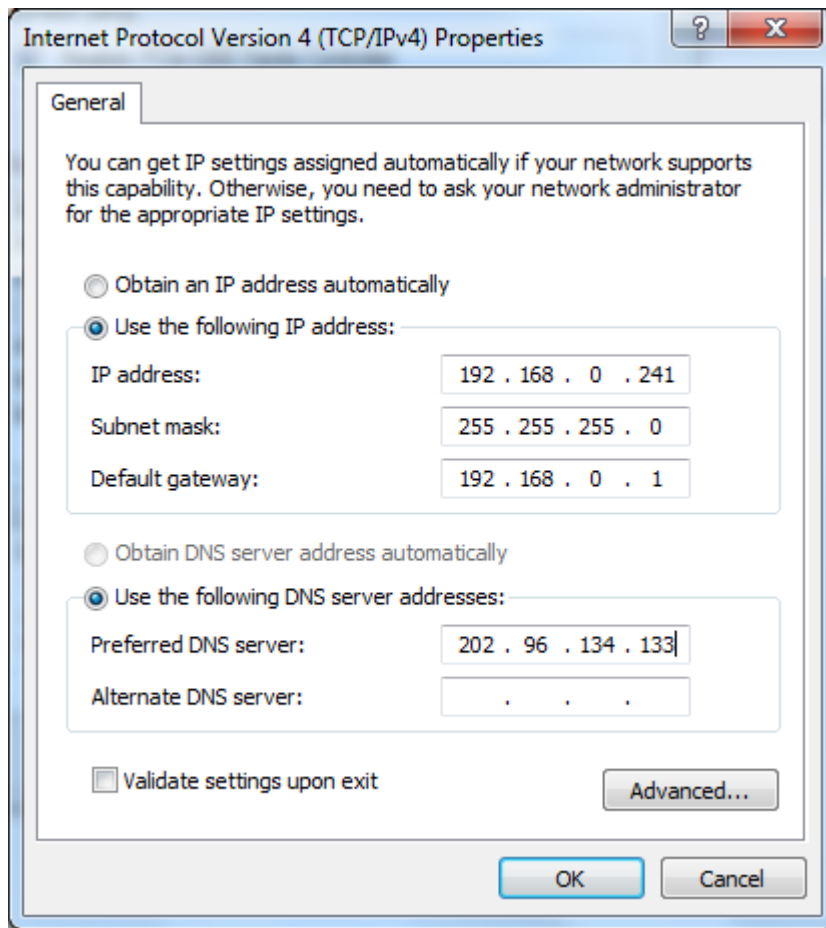 Internet Protocol Version 4 (TCP/IPv4) Properties
General
You can get IP settings assigned automatically if your network supports
this capability. Otherwise, you need to ask your network administrator
for the appropriate IP settings.
Obtain an IP address automatically
Use the following IP address:
IP address: 192 . 168 . 0 . 241
Subnet mask: 255 . 255 . 255 . 0
Default gateway: 192 . 168 . 0 . 1
Obtain DNS server address automatically
Use the following DNS server addresses:
Preferred DNS server: 202 . 96 . 134 . 133
Alternate DNS server: . . .
Validate settings upon exit
Advanced...
OK Cancel